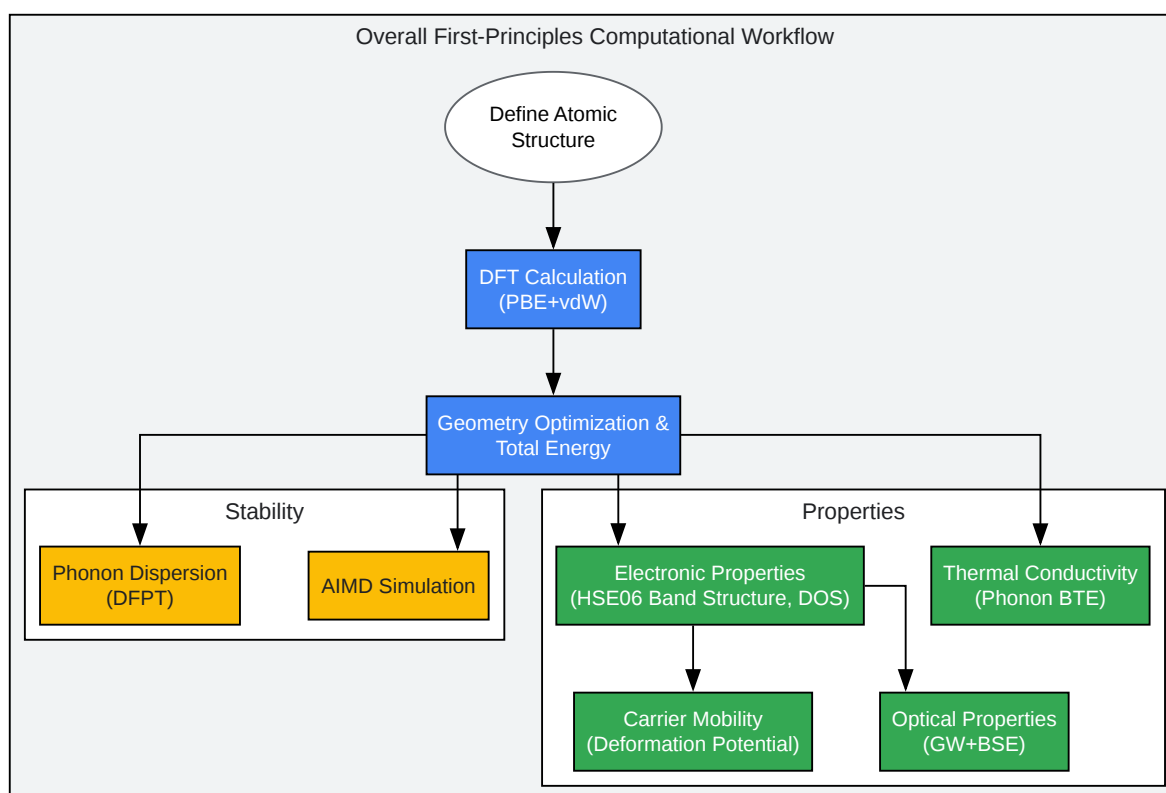 Overall First-Principles Computational Workflow
Define Atomic
Structure
DFT Calculation
(PBE+vdW)
Geometry Optimization &
Total Energy
Stability
Phonon Dispersion
(DFPT)
AIMD Simulation
Properties
Electronic Properties
(HSE06 Band Structure, DOS)
Thermal Conductivity
(Phonon BTE)
Carrier Mobility
(Deformation Potential)
Optical Properties
(GW+BSE)